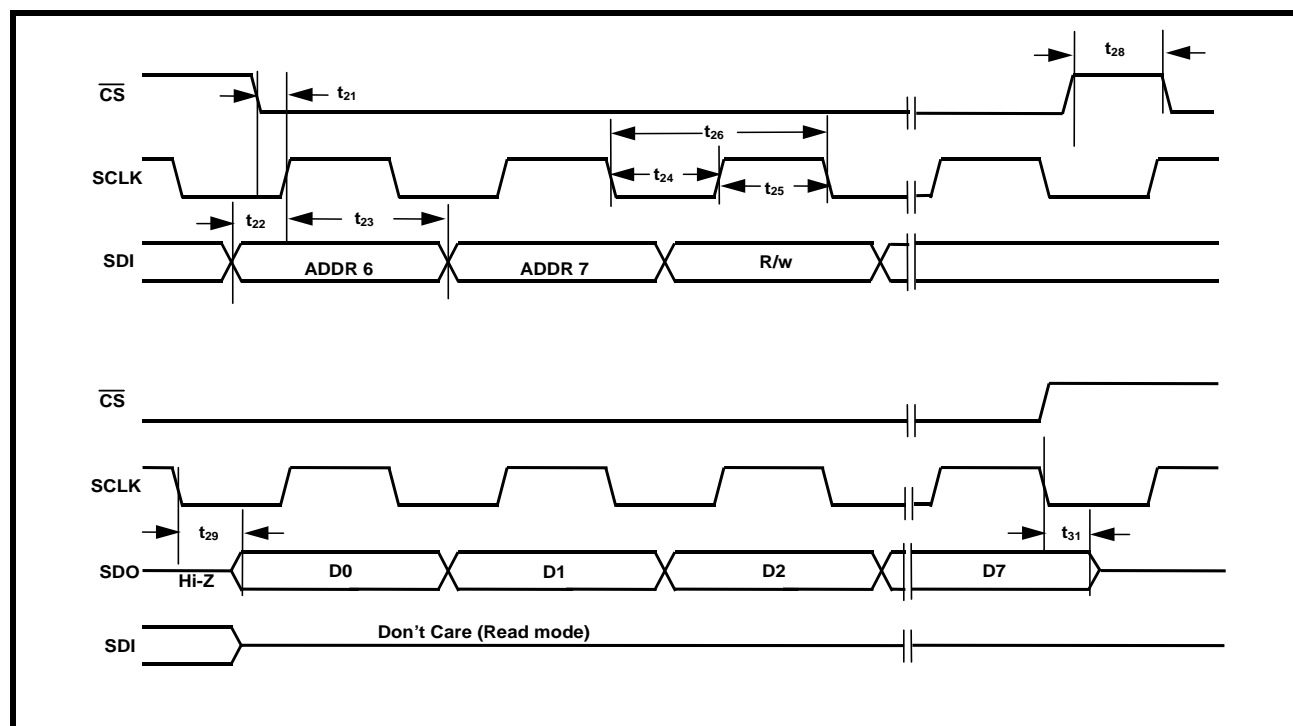 t28
CS
t21
t26
SCLK
t24
t25
t22
t23
SDI
ADDR 6
ADDR 7
R/w
CS
SCLK
t29
t31
SDO
Hi-Z
D0
D1
D2
D7
Don't Care (Read mode)
SDI